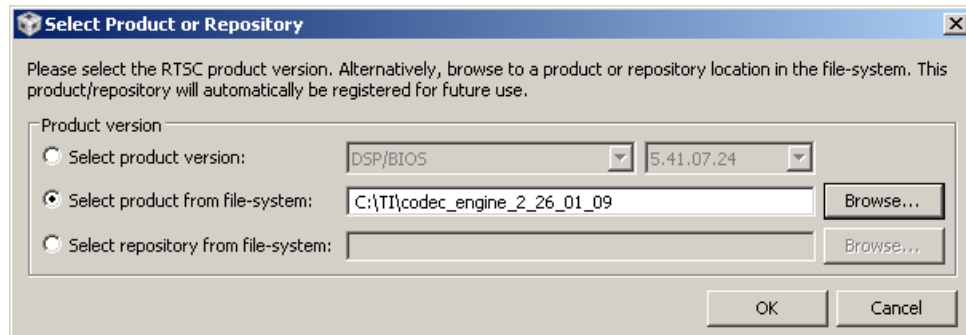 Select Product or Repository
Please select the RTSC product version. Alternatively, browse to a product or repository location in the file-system. This
product/repository will automatically be registered for future use.
Product version
Select product version: DSP/BIOS 5.41.07.24
Select product from file-system: C:\TI\codec_engine_2_26_01_09 Browse...
Select repository from file-system: Browse...
OK Cancel